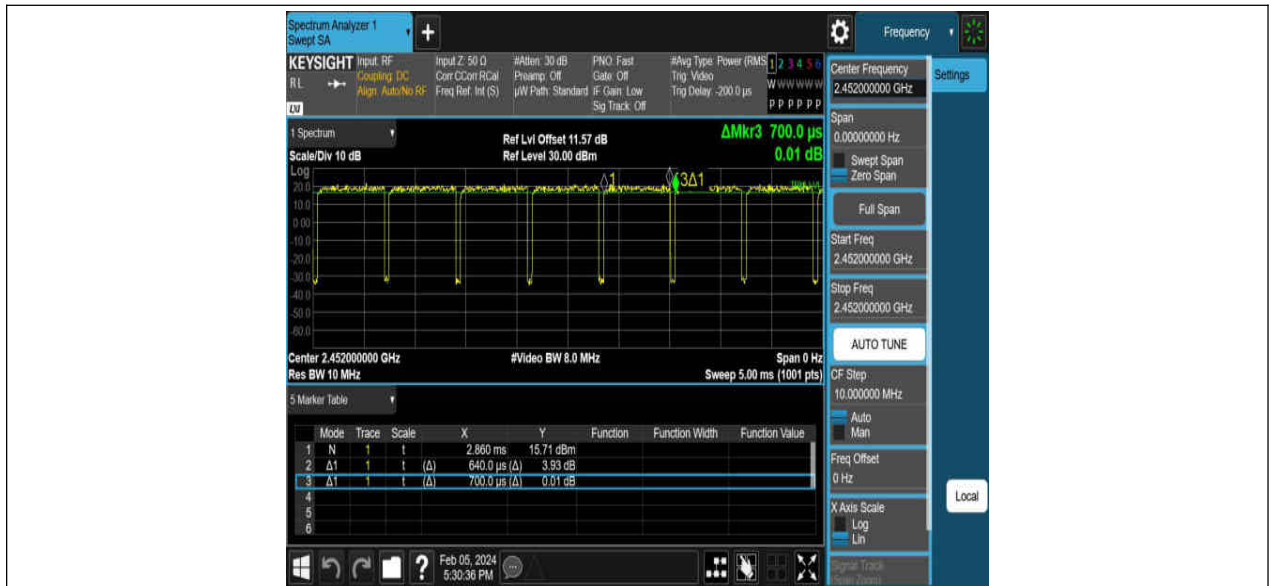 Spectrum Analyzer 1
Swept SA
Frequency
KEYSIGHT
RL
LXI
Input: RF
Coupling: DC
Align: Auto/No RF
Input Z: 50 Ω
Corr CCorr RCal
Freq Ref: Int (S)
#Atten: 30 dB
Preamp: Off
µW Path: Standard
PNO: Fast
Gate: Off
IF Gain: Low
Sig Track: Off
#Avg Type: Power (RMS
Trig: Video
Trig Delay: -200.0 µs
1 2 3 4 5 6
W W W W W W
P P P P P P
1 Spectrum
Scale/Div 10 dB
Ref Lvl Offset 11.57 dB
Ref Level 30.00 dBm
ΔMkr3 700.0 µs
0.01 dB
Log
20.0
10.0
0.00
-10.0
-20.0
-30.0
-40.0
-50.0
-60.0
1
3Δ1
Center 2.452000000 GHz
#Video BW 8.0 MHz
Span 0 Hz
Res BW 10 MHz
Sweep 5.00 ms (1001 pts)
5 Marker Table
Mode Trace Scale X Y Function Function Width Function Value
1 N 1 t 2.860 ms 15.71 dBm
2 Δ1 1 t (Δ) 640.0 µs (Δ) 3.93 dB
3 Δ1 1 t (Δ) 700.0 µs (Δ) 0.01 dB
4
5
6
Feb 05, 2024
5:30:36 PM
Center Frequency
2.452000000 GHz
Span
0.00000000 Hz
Swept Span
Zero Span
Full Span
Start Freq
2.452000000 GHz
Stop Freq
2.452000000 GHz
AUTO TUNE
CF Step
10.000000 MHz
Auto
Man
Freq Offset
0 Hz
X Axis Scale
Log
Lin
Signal Track
(Span Zoom)
Settings
Local